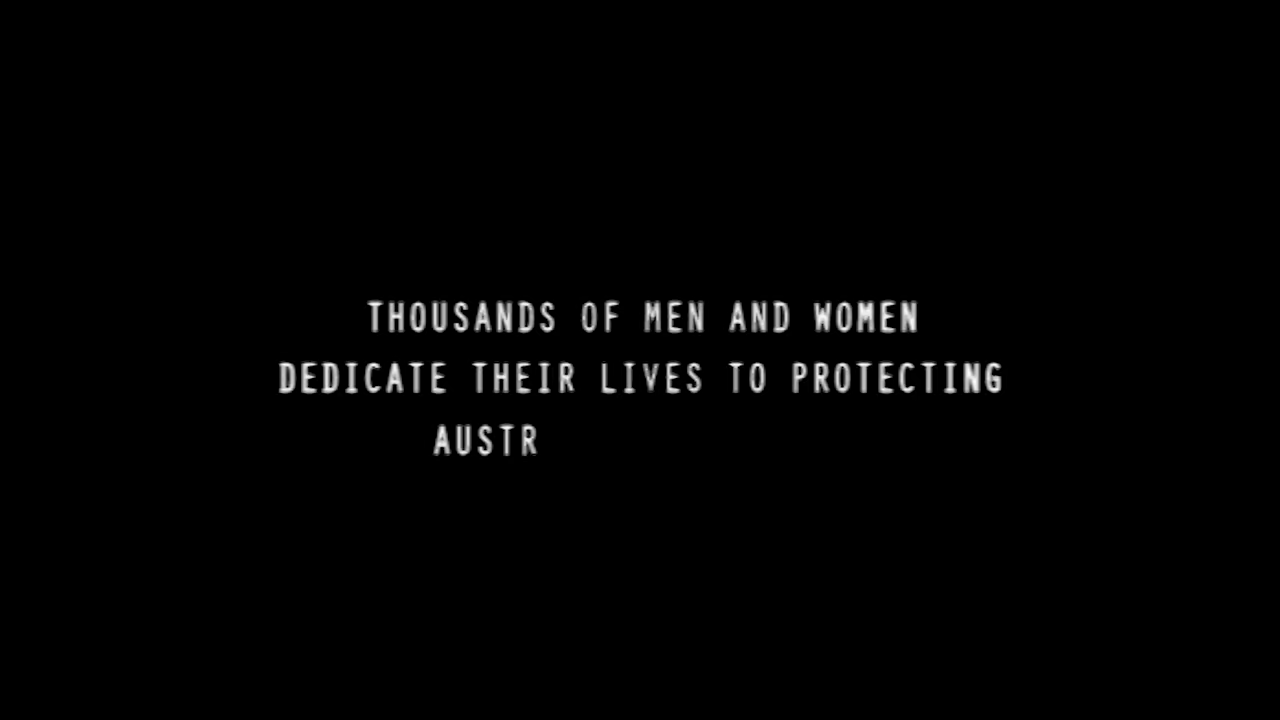 THOUSANDS OF MEN AND WOMEN
DEDICATE THEIR LIVES TO PROTECTING
AUSTR